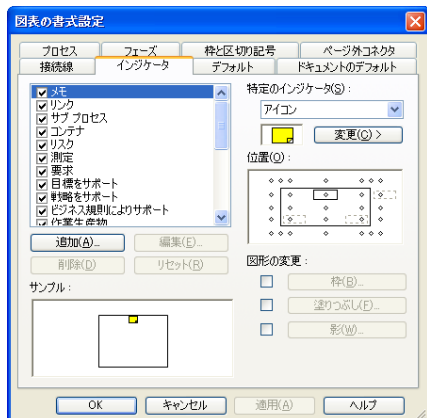 図表の書式設定
プロセス
フェーズ
枠と区切り記号
ページ外コネクタ
接続線
インジケータ
デフォルト
ドキュメントのデフォルト
メモ
リンク
サブ プロセス
コンテナ
リスク
測定
要求
目標をサポート
戦略をサポート
ビジネス規則によりサポート
作業生産物
追加(A)...
編集(E)...
削除(D)
リセット(R)
サンプル :
特定のインジケータ(S) :
アイコン
変更(C) >
位置(O) :
図形の変更 :
枠(B)...
塗りつぶし(F)...
影(W)...
OK
キャンセル
適用(A)
ヘルプ